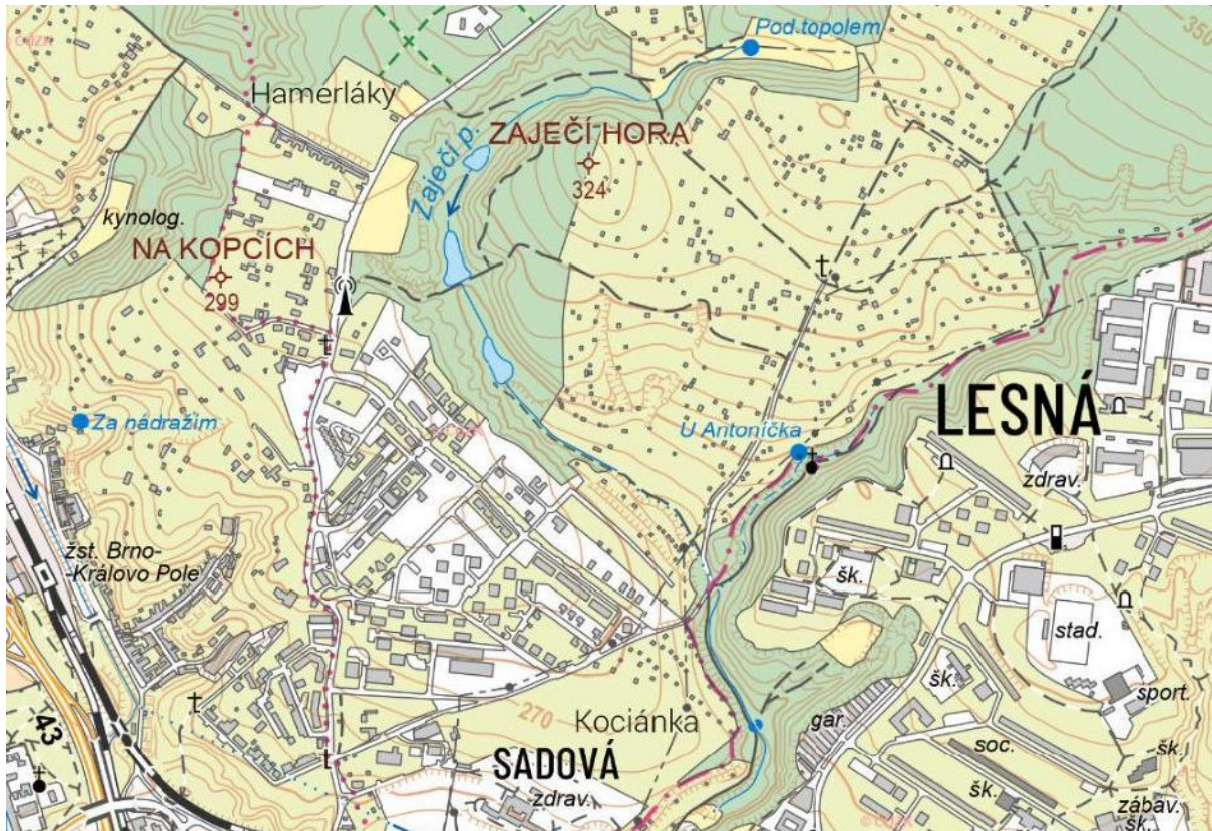 Pod topolem
350
Hamerláky
Zaječí p.
ZAJEČÍ HORA
324
kynolog.
NA KOPCÍCH
299
Za nádražím
U Antoníčka
LESNÁ
zdrav.
žst. Brno-
-Královo Pole
šk.
stad.
šk.
sport.
270
Kociánka
gar.
43
SADOVÁ
soc.
šk.
zdrav.
šk.
zábav.
šk.